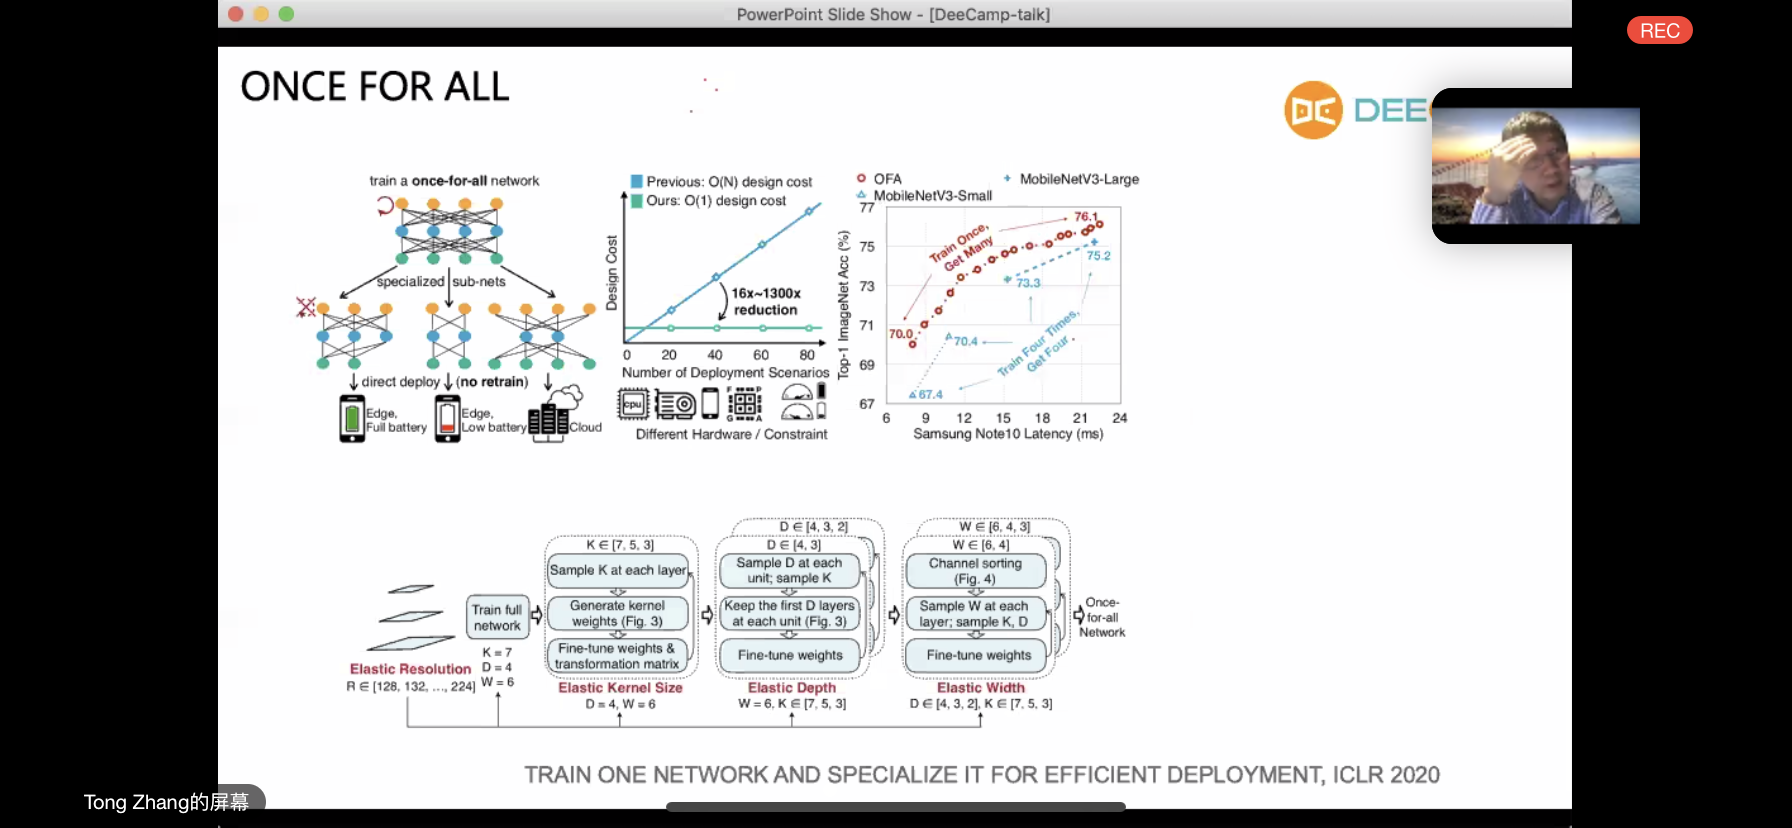 PowerPoint Slide Show - [DeeCamp-talk]
REC
ONCE FOR ALL
DC DEE
train a once-for-all network
specialized sub-nets
direct deploy (no retrain)
Edge,
Full battery
Edge,
Low battery
Cloud
Previous: O(N) design cost
Ours: O(1) design cost
Design Cost
16x~1300x
reduction
0 20 40 60 80
Number of Deployment Scenarios
cpu
F P
G A
Different Hardware / Constraint
OFA
MobileNetV3-Large
MobileNetV3-Small
Top-1 ImageNet Acc (%)
77
75
73
71
69
67
Train Once,
Get Many
76.1
75.2
73.3
70.0
70.4
67.4
Train Four Times,
Get Four
6 9 12 15 18 21 24
Samsung Note10 Latency (ms)
Elastic Resolution
R ∈ [128, 132, ..., 224]
Train full
network
K = 7
D = 4
W = 6
K ∈ [7, 5, 3]
Sample K at each layer
Generate kernel
weights (Fig. 3)
Fine-tune weights &
transformation matrix
Elastic Kernel Size
D = 4, W = 6
D ∈ [4, 3, 2]
D ∈ [4, 3]
Sample D at each
unit; sample K
Keep the first D layers
at each unit (Fig. 3)
Fine-tune weights
Elastic Depth
W = 6, K ∈ [7, 5, 3]
W ∈ [6, 4, 3]
W ∈ [6, 4]
Channel sorting
(Fig. 4)
Sample W at each
layer; sample K, D
Fine-tune weights
Elastic Width
D ∈ [4, 3, 2], K ∈ [7, 5, 3]
Once-
for-all
Network
TRAIN ONE NETWORK AND SPECIALIZE IT FOR EFFICIENT DEPLOYMENT, ICLR 2020
Tong Zhang的屏幕